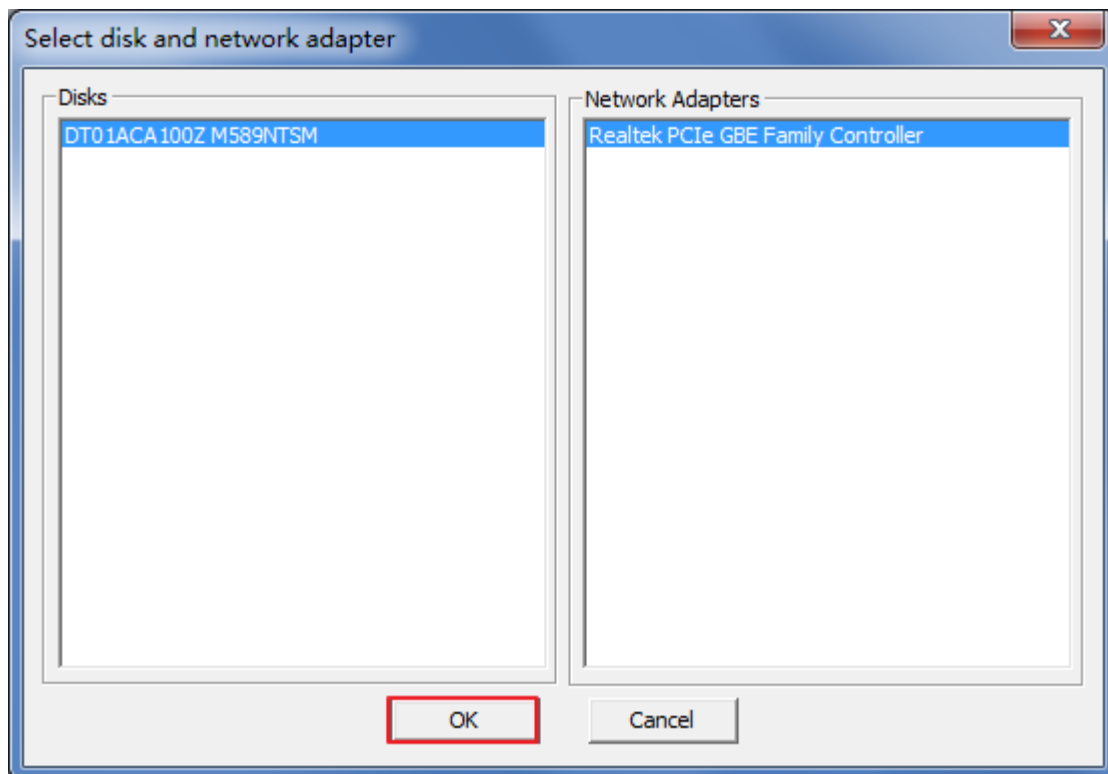 Select disk and network adapter
Disks
DT01ACA100Z M589NTSM
Network Adapters
Realtek PCIe GBE Family Controller
OK
Cancel